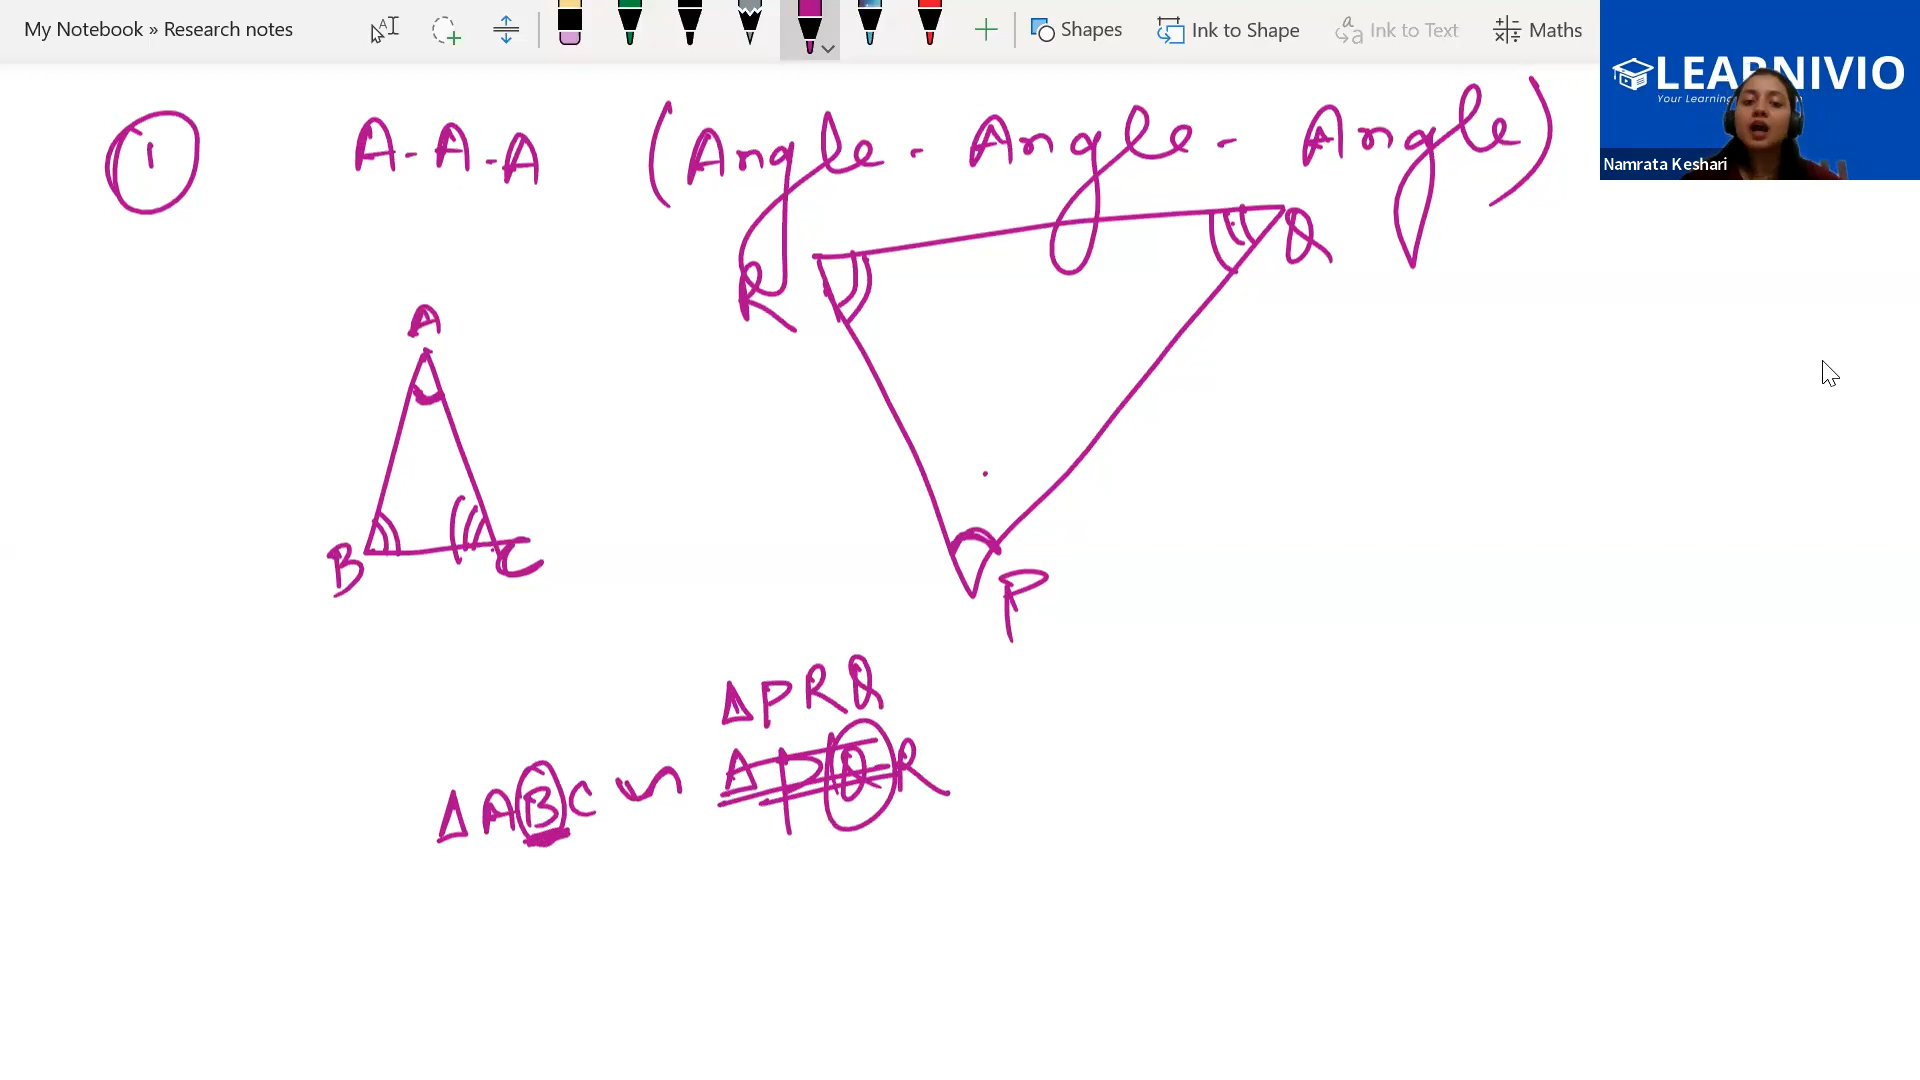 My Notebook » Research notes
Shapes
Ink to Shape
Ink to Text
Maths
LEARNIVIO
Your Learning
Namrata Keshari
1 A-A-A (Angle - Angle - Angle)
R Q
A
B C
P
ΔPRQ
ΔABC ~ ΔPQR